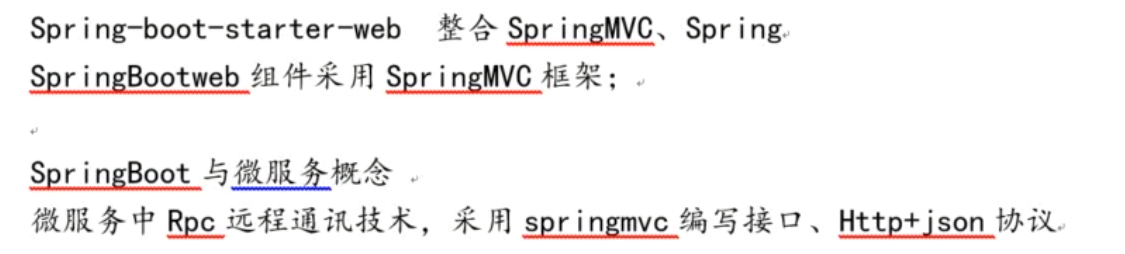 Spring-boot-starter-web 整合 SpringMVC、Spring
SpringBootweb 组件采用 SpringMVC 框架；
SpringBoot 与微服务概念
微服务中 Rpc 远程通讯技术，采用 springmvc 编写接口、Http+json 协议